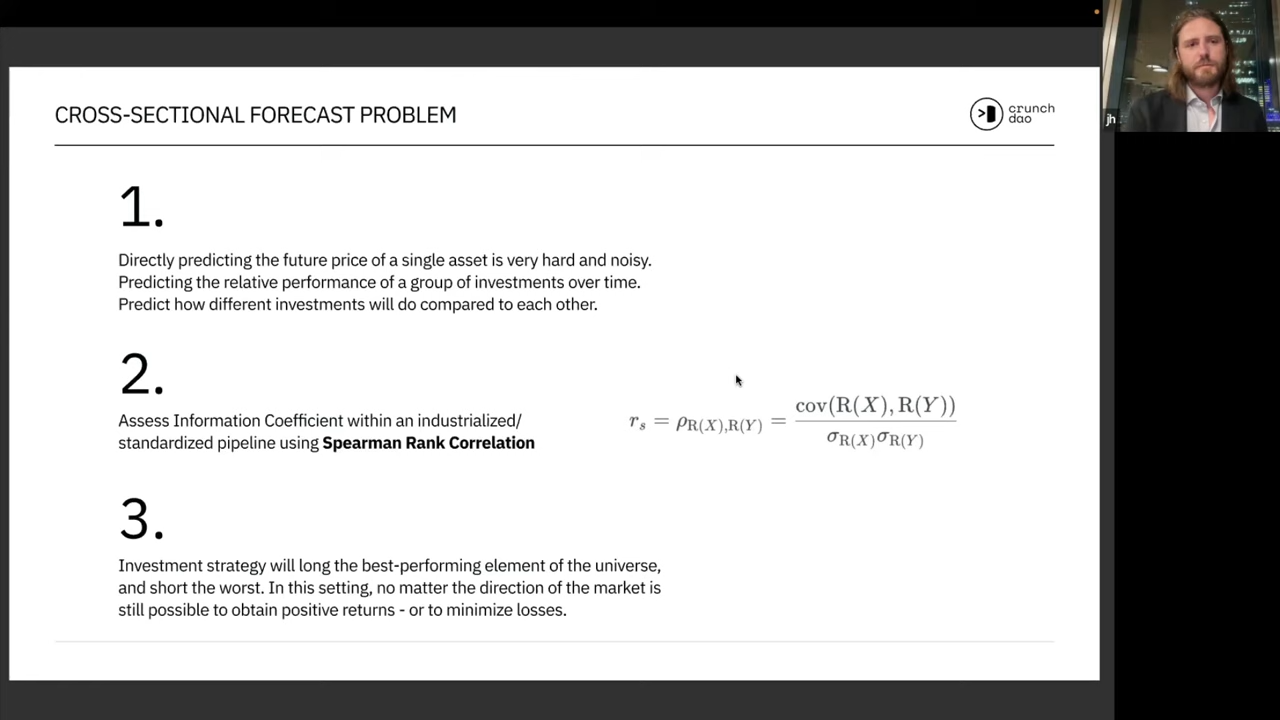 CROSS-SECTIONAL FORECAST PROBLEM
crunch
dao
jh
1.
Directly predicting the future price of a single asset is very hard and noisy.
Predicting the relative performance of a group of investments over time.
Predict how different investments will do compared to each other.
2.
Assess Information Coefficient within an industrialized/
standardized pipeline using Spearman Rank Correlation
r_s = ρ_{R(X),R(Y)} = cov(R(X), R(Y)) / σ_{R(X)}σ_{R(Y)}
3.
Investment strategy will long the best-performing element of the universe,
and short the worst. In this setting, no matter the direction of the market is
still possible to obtain positive returns - or to minimize losses.